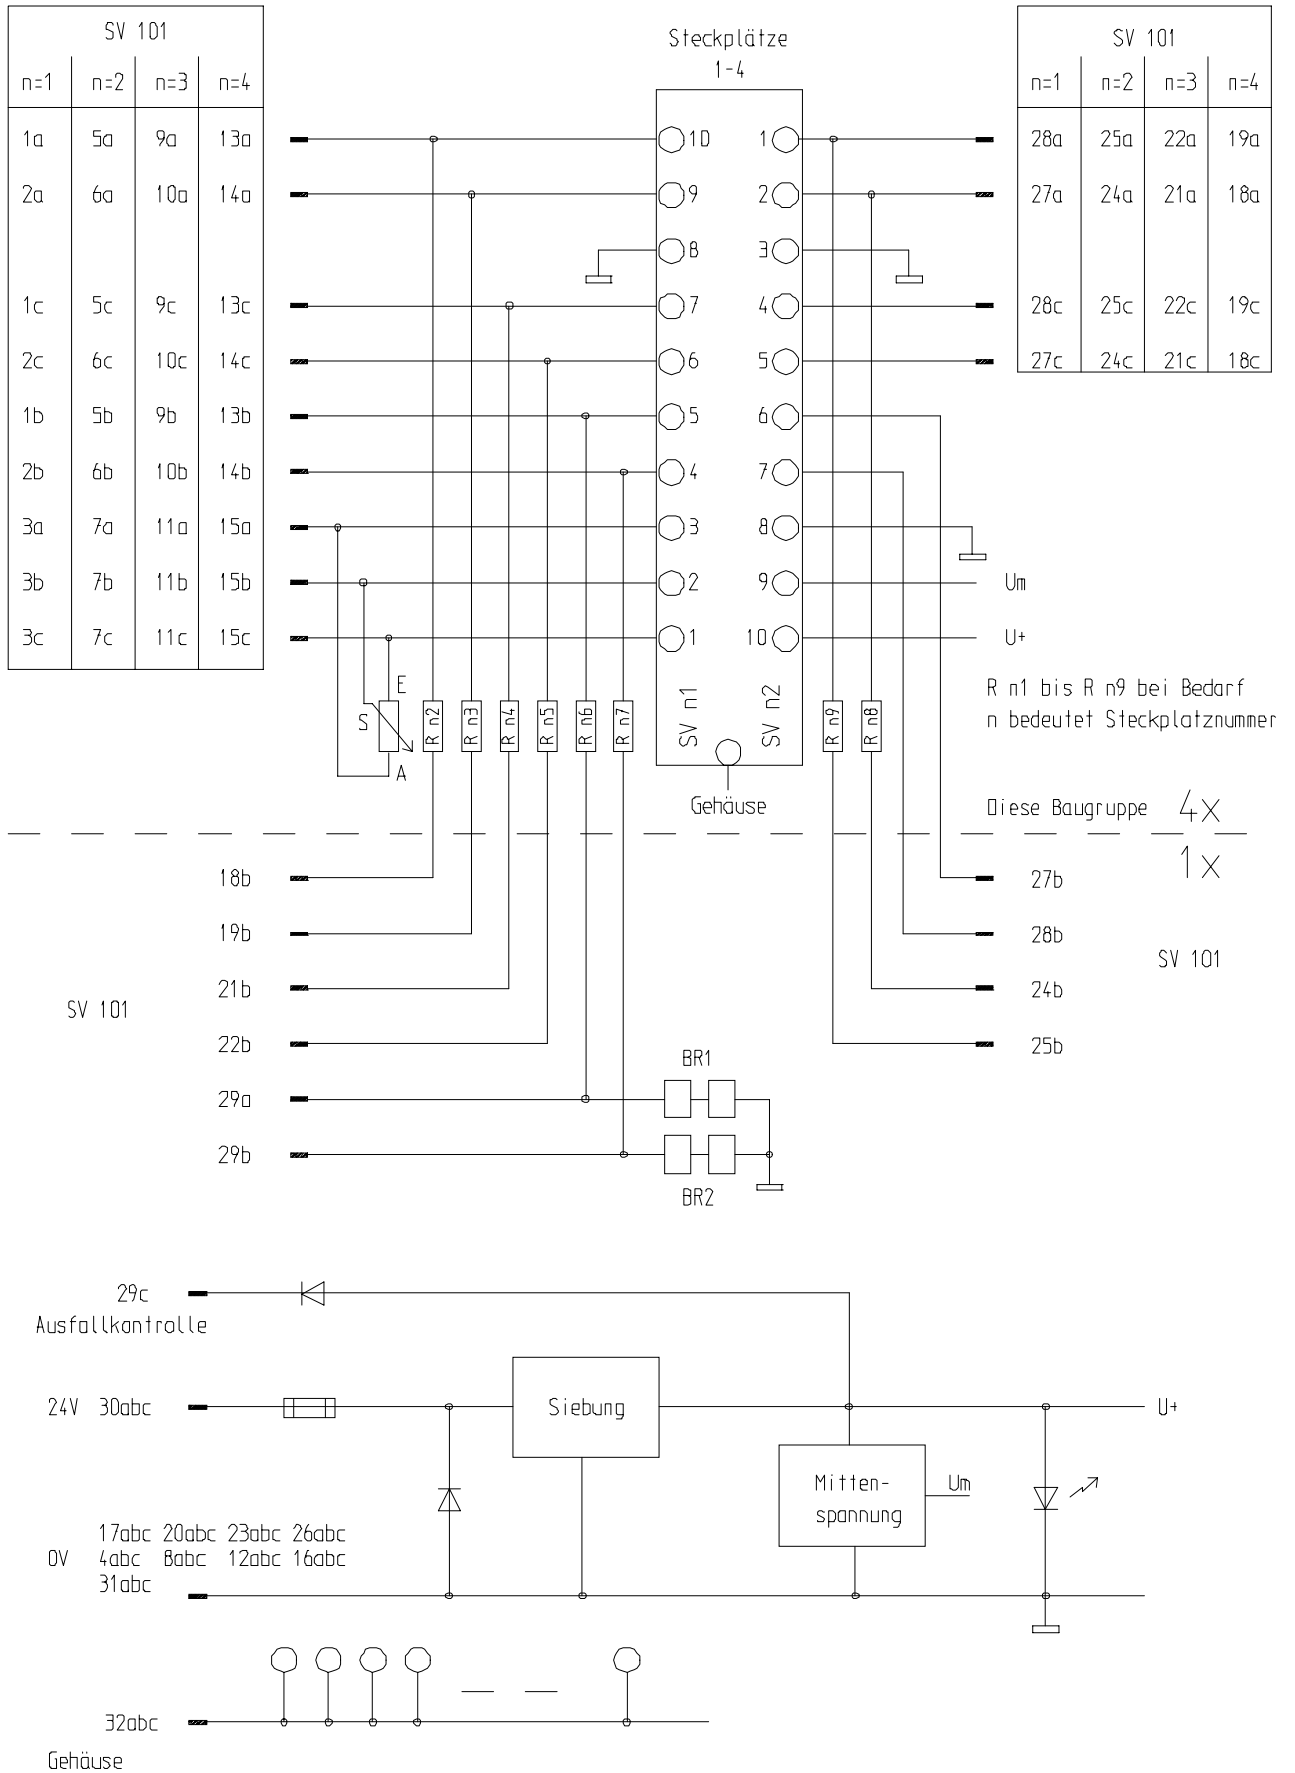 SV 101
n=1 n=2 n=3 n=4
1a 5a 9a 13a
2a 6a 10a 14a
1c 5c 9c 13c
2c 6c 10c 14c
1b 5b 9b 13b
2b 6b 10b 14b
3a 7a 11a 15a
3b 7b 11b 15b
3c 7c 11c 15c
Steckplätze
1-4
10 1
9 2
8 3
7 4
6 5
5 6
4 7
3 8
2 9
1 10
SV n1
SV n2
Gehäuse
SV 101
n=1 n=2 n=3 n=4
28a 25a 22a 19a
27a 24a 21a 18a
28c 25c 22c 19c
27c 24c 21c 18c
Um
U+
E
S
A
R n2
R n3
R n4
R n5
R n6
R n7
R n9
R n8
R n1 bis R n9 bei Bedarf
n bedeutet Steckplatznummer
Diese Baugruppe 4x
1x
18b
19b
21b
22b
29a
29b
SV 101
BR1
BR2
27b
28b
24b
25b
SV 101
29c
Ausfallkontrolle
24V 30abc
Siebung
U+
Mitten-
spannung
Um
17abc 20abc 23abc 26abc
0V 4abc 8abc 12abc 16abc
31abc
32abc
Gehäuse